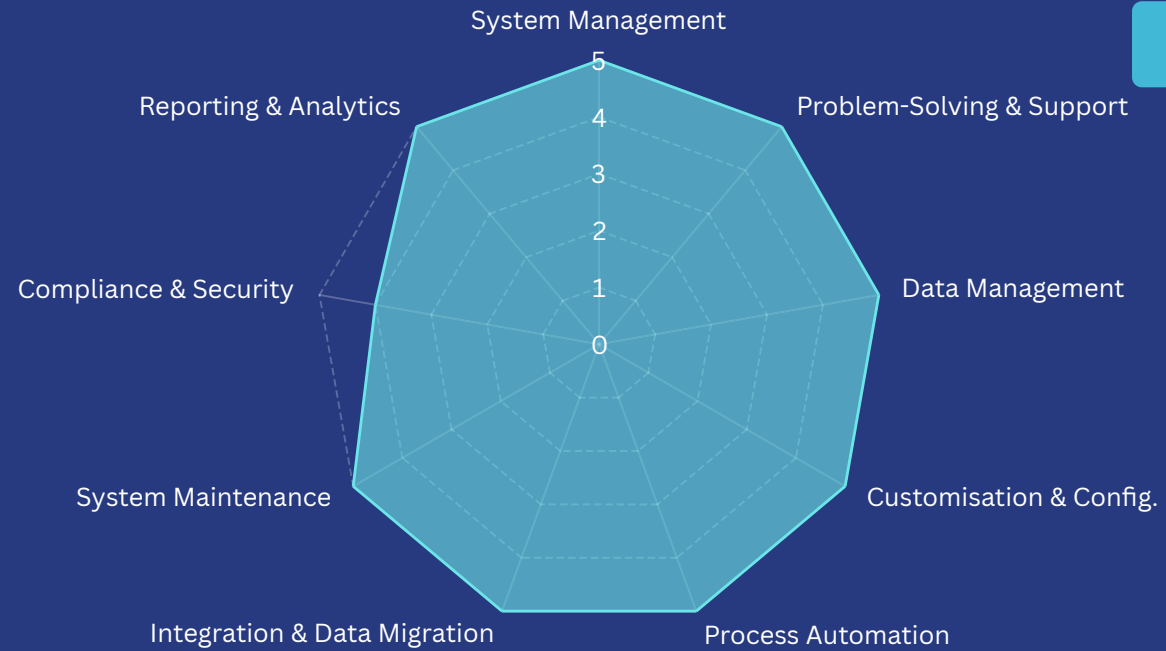 System Management
5
Reporting & Analytics
Problem-Solving & Support
4
3
2
Compliance & Security
1
Data Management
0
System Maintenance
Customisation & Config.
Integration & Data Migration
Process Automation